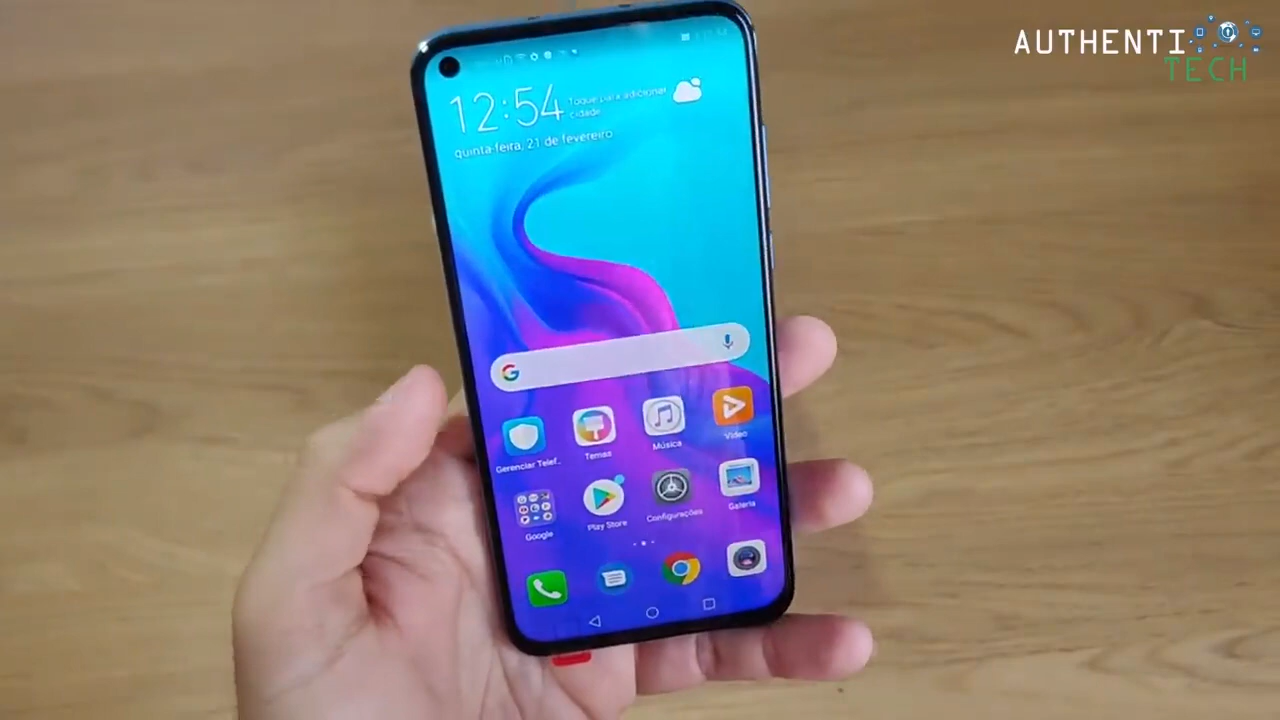 AUTHENTI
TECH
12:54
Toque para adicionar
cidade
quinta-feira, 21 de fevereiro
Gerenciar Telef..
Temas
Música
Vídeo
Google
Play Store
Configurações
Galeria